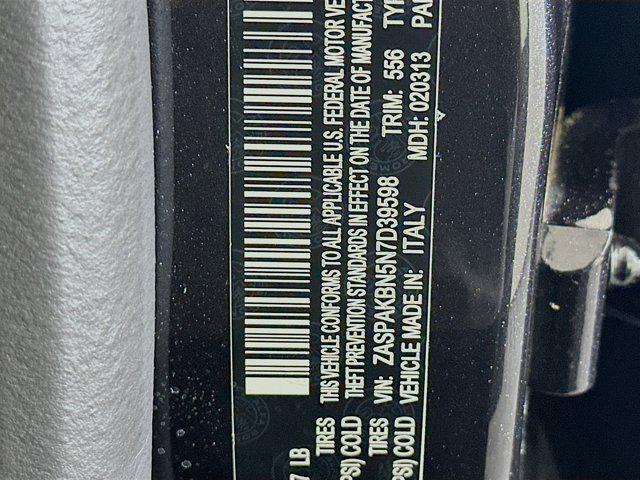 7 LB
TIRES THIS VEHICLE CONFORMS TO ALL APPLICABLE U.S. FEDERAL MOTOR VE
PSI) COLD THEFT PREVENTION STANDARDS IN EFFECT ON THE DATE OF MANUFACT
TIRES VIN: ZASPAKBN5N7D39598 TRIM: 556 TYP
PSI) COLD VEHICLE MADE IN: ITALY MDH: 020313 PAI